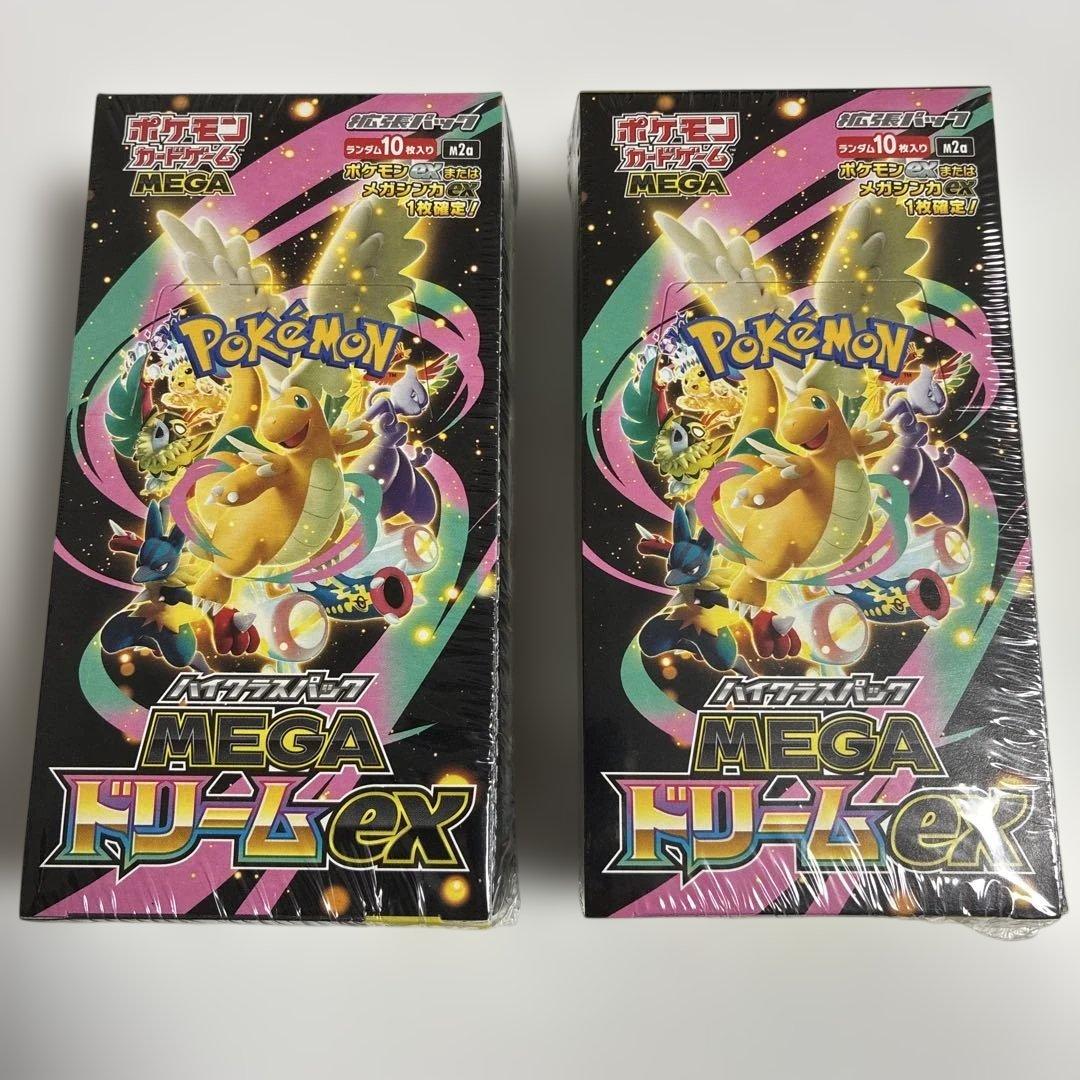 ポケモン
カードゲーム
MEGA
拡張パック
ランダム10枚入り M2a
ポケモンexまたは
メガシンカex
1枚確定!
POKéMON
ハイクラスパック
MEGA
ドリームex
ポケモン
カードゲーム
MEGA
拡張パック
ランダム10枚入り M2a
ポケモンexまたは
メガシンカex
1枚確定!
POKéMON
ハイクラスパック
MEGA
ドリームex